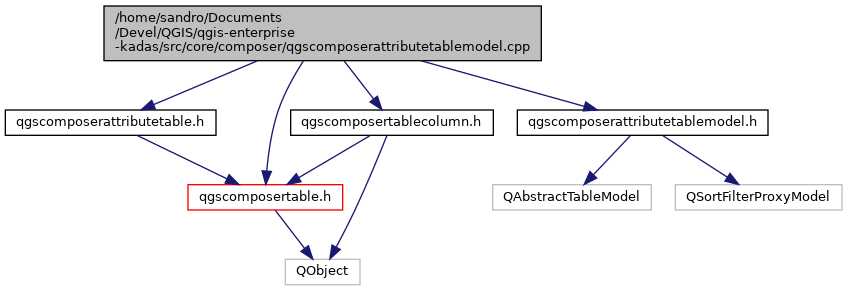 /home/sandro/Documents
/Devel/QGIS/qgis-enterprise
-kadas/src/core/composer/qgscomposerattributetablemodel.cpp
qgscomposerattributetable.h
qgscomposertablecolumn.h
qgscomposerattributetablemodel.h
qgscomposertable.h
QAbstractTableModel
QSortFilterProxyModel
QObject